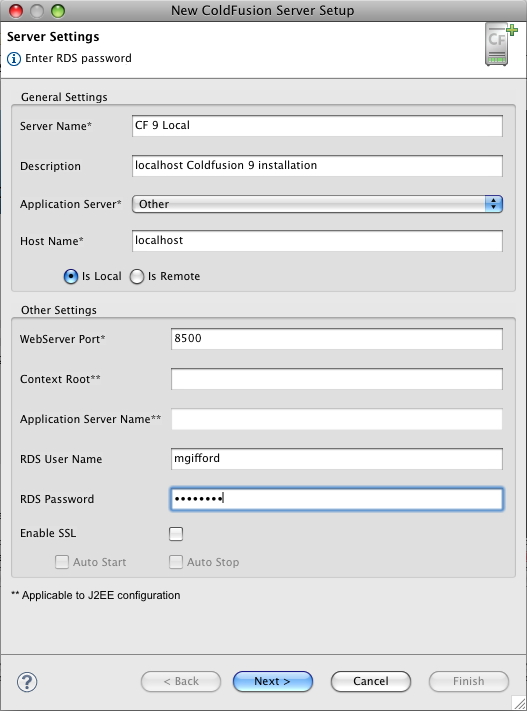 New ColdFusion Server Setup
Server Settings
Enter RDS password
CF
General Settings
Server Name* CF 9 Local
Description localhost Coldfusion 9 installation
Application Server* Other
Host Name* localhost
Is Local Is Remote
Other Settings
WebServer Port* 8500
Context Root**
Application Server Name**
RDS User Name mgifford
RDS Password ••••••••
Enable SSL
Auto Start Auto Stop
** Applicable to J2EE configuration
? < Back Next > Cancel Finish